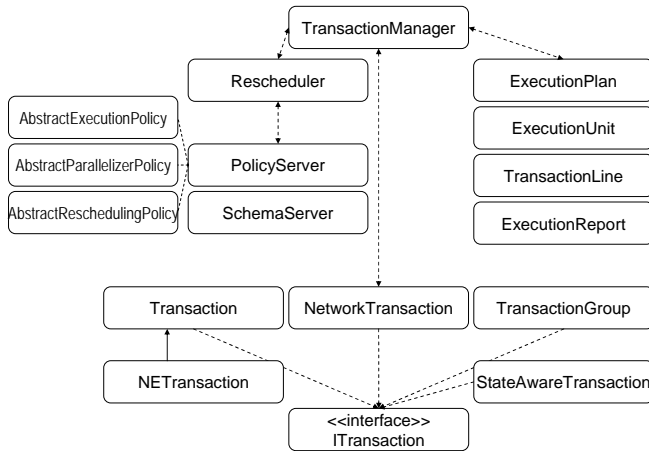 TransactionManager
Rescheduler
ExecutionPlan
AbstractExecutionPolicy
ExecutionUnit
AbstractParallelizerPolicy
PolicyServer
TransactionLine
AbstractReschedulingPolicy
SchemaServer
ExecutionReport
Transaction
NetworkTransaction
TransactionGroup
NETransaction
StateAwareTransaction
<<interface>>
ITransaction